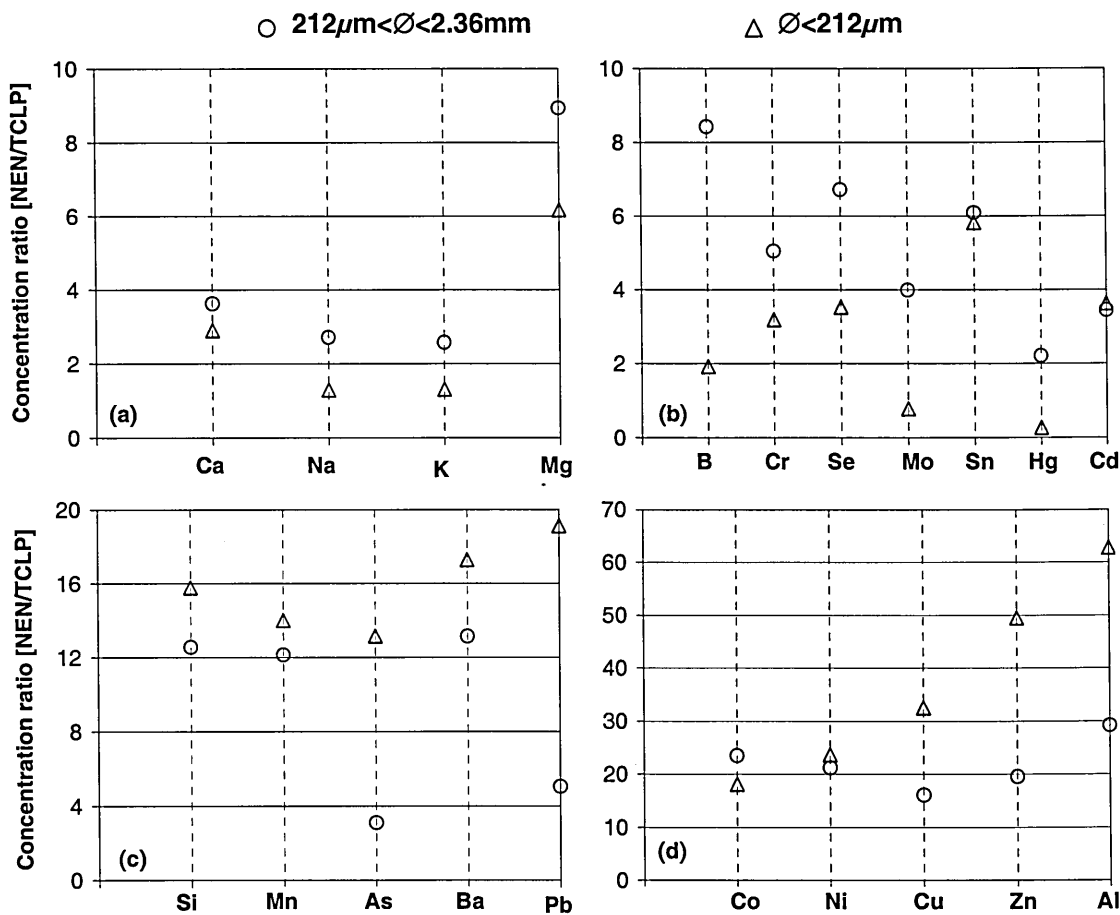 212µm<Ø<2.36mm Ø<212µm
Concentration ratio [NEN/TCLP]
10
8
6
4
2
0
(a)
Ca Na K Mg
10
8
6
4
2
0
(b)
B Cr Se Mo Sn Hg Cd
Concentration ratio [NEN/TCLP]
20
16
12
8
4
0
(c)
Si Mn As Ba Pb
70
60
50
40
30
20
10
0
(d)
Co Ni Cu Zn Al